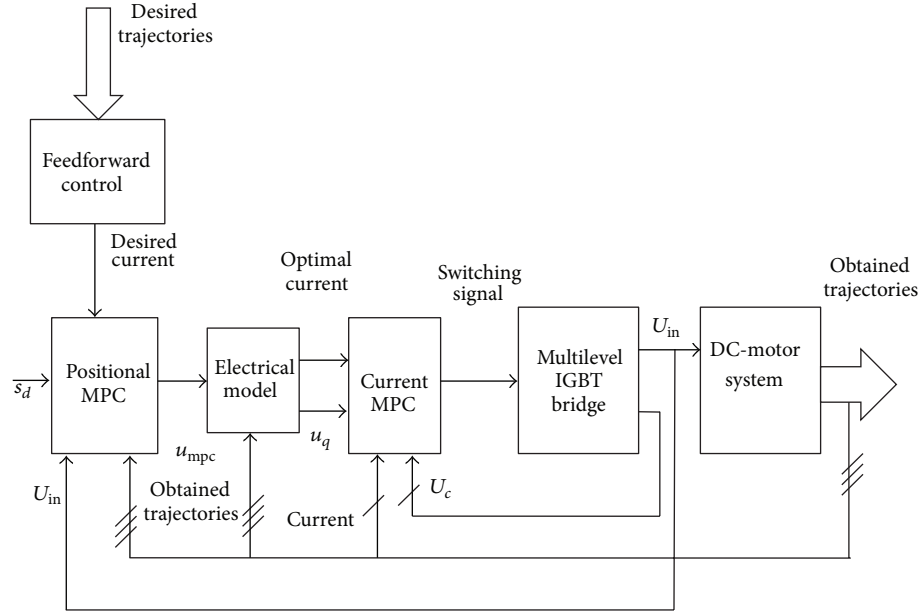 Desired
trajectories
Feedforward
control
Desired
current
Optimal
current
Switching
signal
Obtained
trajectories
s_d
Positional
MPC
Electrical
model
Current
MPC
Multilevel
IGBT
bridge
U_in
DC-motor
system
u_mpc
u_q
U_in
Obtained
trajectories
Current
U_c